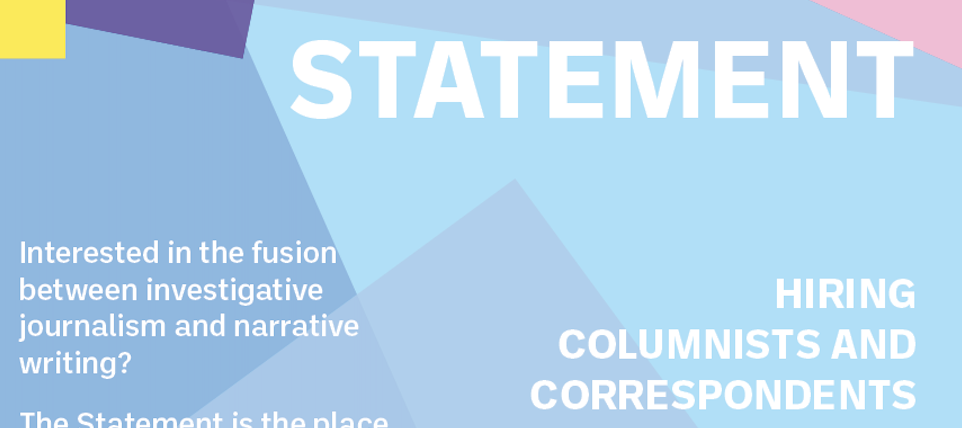 STATEMENT
Interested in the fusion
between investigative
journalism and narrative
writing?
The Statement is the place
HIRING
COLUMNISTS AND
CORRESPONDENTS